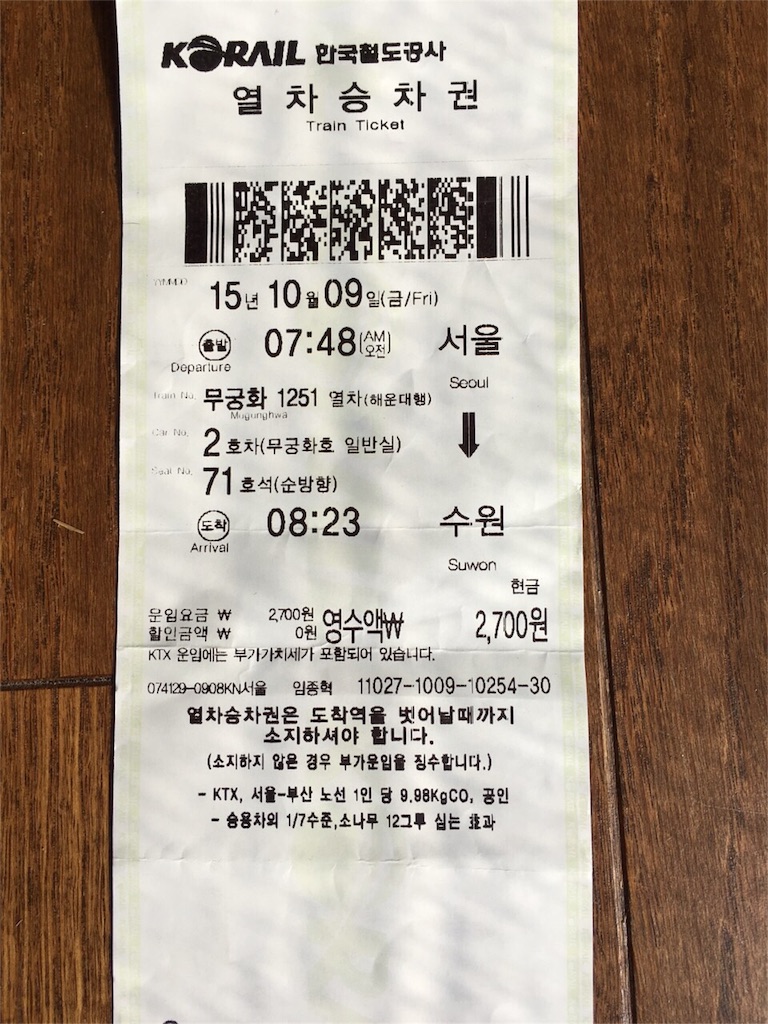 KORAIL 한국철도공사
열차승차권
Train Ticket
15년 10월 09일(금/Fri)
출발 07:48(AM 오전) 서울
Departure
Seoul
Train No. 무궁화 1251 열차(해운대행)
Mugunghwa
Car No. 2 호차(무궁화호 일반실)
Seat No. 71 호석(순방향)
도착 08:23 수원
Arrival
Suwon
현금
운임요금 ₩ 2,700원 영수액₩ 2,700원
할인금액 ₩ 0원
KTX 운임에는 부가가치세가 포함되어 있습니다.
074129-0908KN서울 임종혁 11027-1009-10254-30
열차승차권은 도착역을 벗어날때까지
소지하셔야 합니다.
(소지하지 않은 경우 부가운임을 징수합니다.)
- KTX, 서울-부산 노선 1인 당 9.98KgCO, 공인
- 승용차의 1/7수준,소나무 12그루 심는 효과